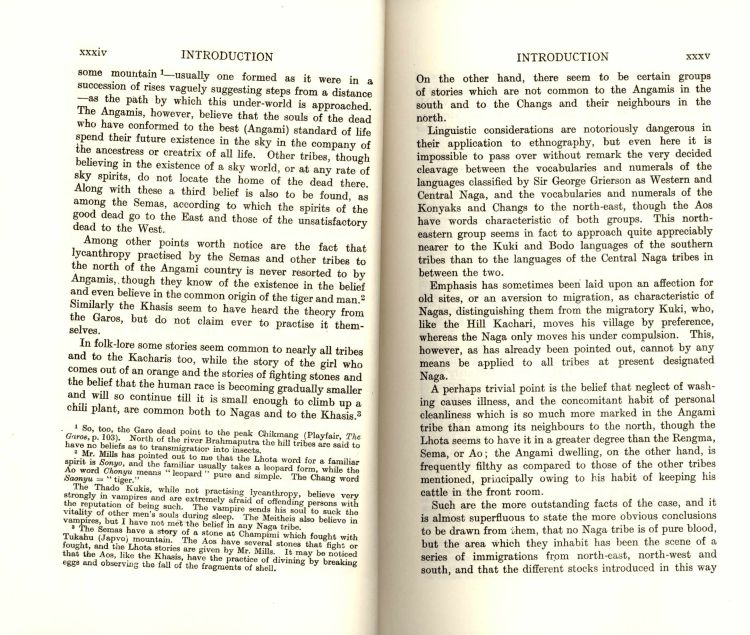 xxxiv INTRODUCTION
some mountain ¹—usually one formed as it were in a
succession of rises vaguely suggesting steps from a distance
—as the path by which this under-world is approached.
The Angamis, however, believe that the souls of the dead
who have conformed to the best (Angami) standard of life
spend their future existence in the sky in the company of
the ancestress or creatrix of all life. Other tribes, though
believing in the existence of a sky world, or at any rate of
sky spirits, do not locate the home of the dead there.
Along with these a third belief is also to be found, as
among the Semas, according to which the spirits of the
good dead go to the East and those of the unsatisfactory
dead to the West.
Among other points worth notice are the fact that
lycanthropy practised by the Semas and other tribes to
the north of the Angami country is never resorted to by
Angamis, though they know of the existence in the belief
and even believe in the common origin of the tiger and man.²
Similarly the Khasis seem to have heard the theory from
the Garos, but do not claim ever to practise it them-
selves.
In folk-lore some stories seem common to nearly all tribes
and to the Kacharis too, while the story of the girl who
comes out of an orange and the stories of fighting stones and
the belief that the human race is becoming gradually smaller
and will so continue till it is small enough to climb up a
chili plant, are common both to Nagas and to the Khasis.³
¹ So, too, the Garo dead point to the peak Chikmang (Playfair, The
Garos, p. 103). North of the river Brahmaputra the hill tribes are said to
have no beliefs as to transmigration into insects.
² Mr. Mills has pointed out to me that the Lhota word for a familiar
spirit is Sonyo, and the familiar usually takes a leopard form, while the
Ao word Chonyu means " leopard " pure and simple. The Chang word
Saonyu = " tiger."
The Thado Kukis, while not practising lycanthropy, believe very
strongly in vampires and are extremely afraid of offending persons with
the reputation of being such. The vampire sends his soul to suck the
vitality of other men's souls during sleep. The Meitheis also believe in
vampires, but I have not met the belief in any Naga tribe.
³ The Semas have a story of a stone at Champimi which fought with
Tukahu (Japvo) mountain. The Aos have several stones that fight or
fought, and the Lhota stories are given by Mr. Mills. It may be noticed
that the Aos, like the Khasis, have the practice of divining by breaking
eggs and observing the fall of the fragments of shell.
INTRODUCTION xxxv
On the other hand, there seem to be certain groups
of stories which are not common to the Angamis in the
south and to the Changs and their neighbours in the
north.
Linguistic considerations are notoriously dangerous in
their application to ethnography, but even here it is
impossible to pass over without remark the very decided
cleavage between the vocabularies and numerals of the
languages classified by Sir George Grierson as Western and
Central Naga, and the vocabularies and numerals of the
Konyaks and Changs to the north-east, though the Aos
have words characteristic of both groups. This north-
eastern group seems in fact to approach quite appreciably
nearer to the Kuki and Bodo languages of the southern
tribes than to the languages of the Central Naga tribes in
between the two.
Emphasis has sometimes been laid upon an affection for
old sites, or an aversion to migration, as characteristic of
Nagas, distinguishing them from the migratory Kuki, who,
like the Hill Kachari, moves his village by preference,
whereas the Naga only moves his under compulsion. This,
however, as has already been pointed out, cannot by any
means be applied to all tribes at present designated
Naga.
A perhaps trivial point is the belief that neglect of wash-
ing causes illness, and the concomitant habit of personal
cleanliness which is so much more marked in the Angami
tribe than among its neighbours to the north, though the
Lhota seems to have it in a greater degree than the Rengma,
Sema, or Ao; the Angami dwelling, on the other hand, is
frequently filthy as compared to those of the other tribes
mentioned, principally owing to his habit of keeping his
cattle in the front room.
Such are the more outstanding facts of the case, and it
is almost superfluous to state the more obvious conclusions
to be drawn from them, that no Naga tribe is of pure blood,
but the area which they inhabit has been the scene of a
series of immigrations from north-east, north-west and
south, and that the different stocks introduced in this way